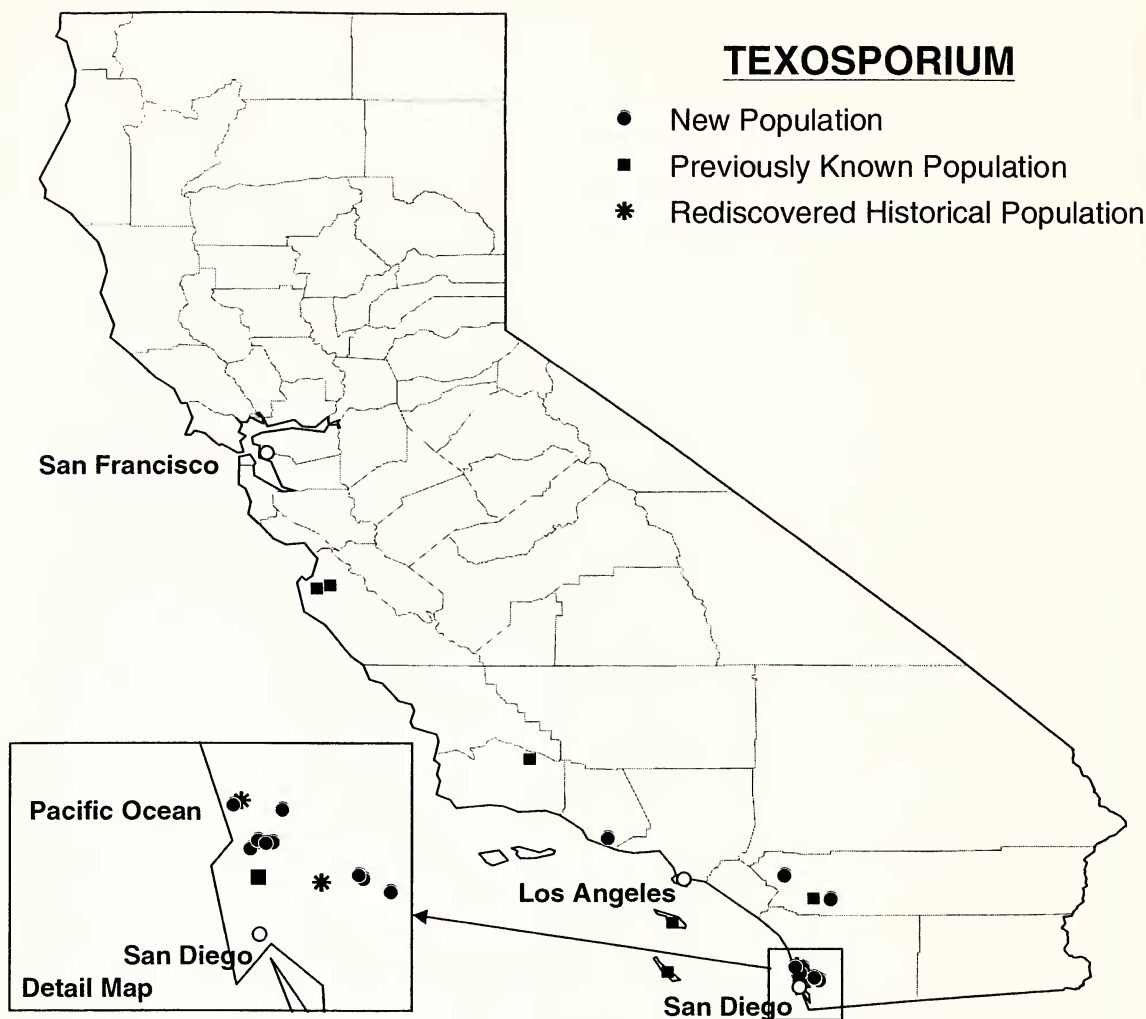 TEXOSPORIUM
New Population
Previously Known Population
Rediscovered Historical Population
San Francisco
Los Angeles
San Diego
Pacific Ocean
San Diego
Detail Map